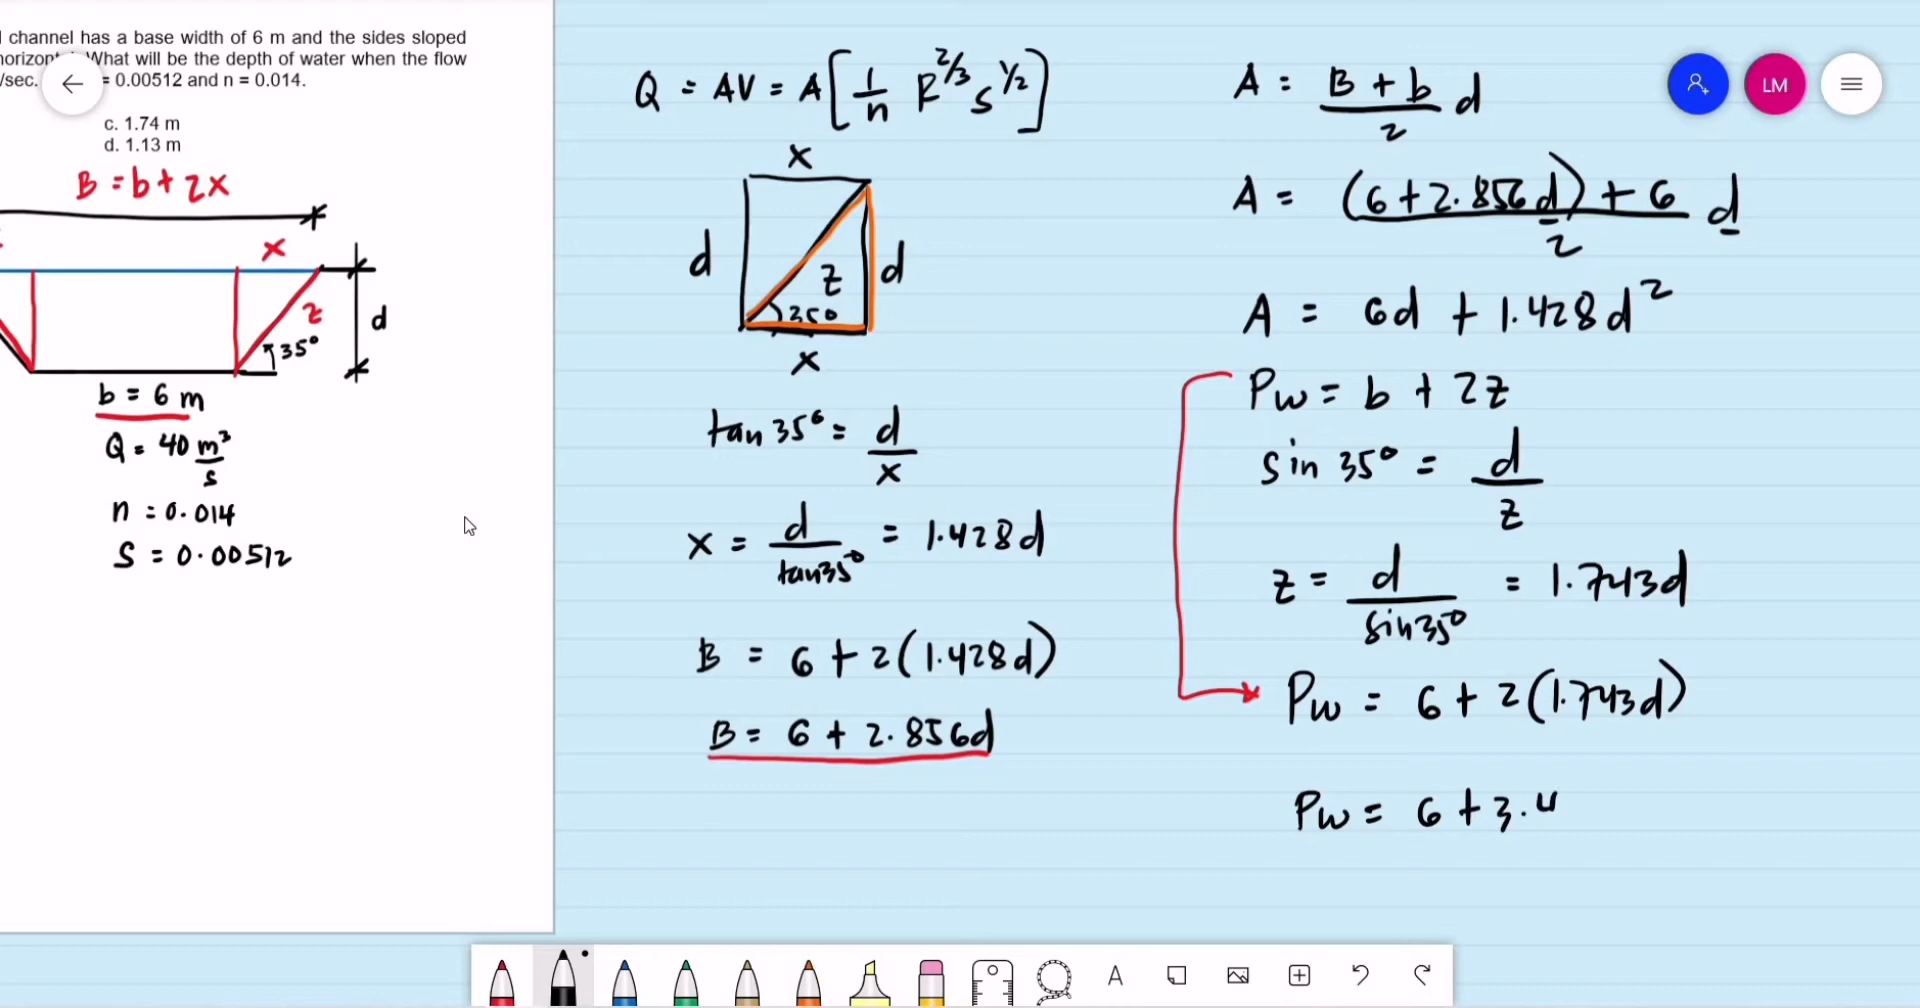 channel has a base width of 6 m and the sides sloped
What will be the depth of water when the flow
/sec. = 0.00512 and n = 0.014.
c. 1.74 m
d. 1.13 m
B = b + 2x
x
z
d
35°
b = 6 m
Q = 40 m³/s
n = 0.014
S = 0.00512
Q = AV = A[1/n R^2/3 S^1/2]
x
d
z
d
35°
x
tan 35° = d/x
x = d/tan35° = 1.428d
B = 6 + 2(1.428d)
B = 6 + 2.856d
A = B + b/2 d
A = (6 + 2.856d) + 6/2 d
A = 6d + 1.428d²
Pw = b + 2z
sin 35° = d/z
z = d/sin35° = 1.743d
Pw = 6 + 2(1.743d)
Pw = 6 + 3.4
LM
A